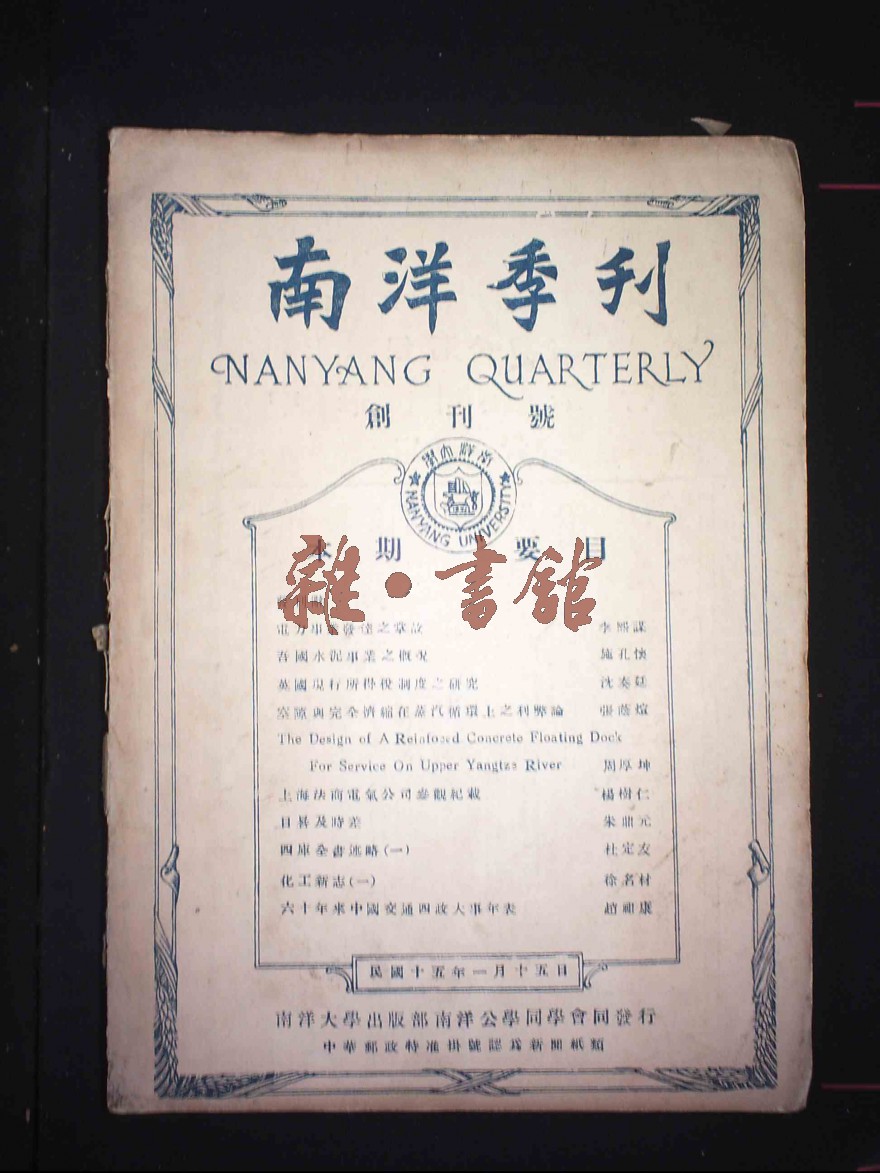 南洋季刊
NANYANG QUARTERLY
創刊號
南洋大學
NANYANG UNIVERSITY
本期要目
雜·書館
電力事業發達之掌故 李熙謀
吾國水泥事業之概況 施孔懷
英國現行所得稅制度之研究 沈奏廷
空隙與完全濟縮在蒸汽循環上之利弊論 張蔭煊
The Design of A Reinforced Concrete Floating Dock
For Service On Upper Yangtze River 周厚坤
上海法商電氣公司參觀紀載 楊樹仁
日晷及時差 朱鼎元
四庫全書述略(一) 杜定友
化工新志(一) 徐名材
六十年來中國交通四政大事年表 趙祖康
民國十五年一月十五日
南洋大學出版部南洋公學同學會同發行
中華郵政特准掛號認爲新聞紙類